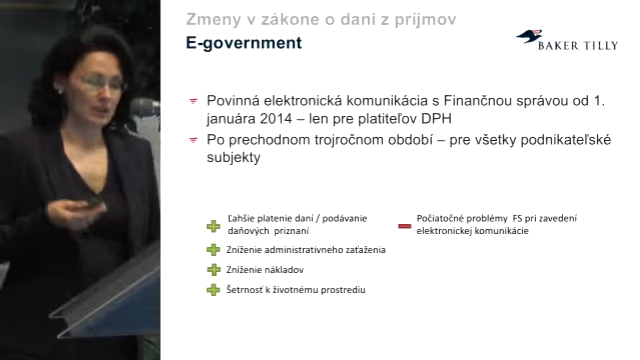 Zmeny v zákone o dani z príjmov
E-government
BAKER TILLY
Povinná elektronická komunikácia s Finančnou správou od 1.
januára 2014 – len pre platiteľov DPH
Po prechodnom trojročnom období – pre všetky podnikateľské
subjekty
Ľahšie platenie daní / podávanie
daňových priznaní
Zníženie administratívneho zaťaženia
Zníženie nákladov
Šetrnosť k životnému prostrediu
Počiatočné problémy FS pri zavedení
elektronickej komunikácie